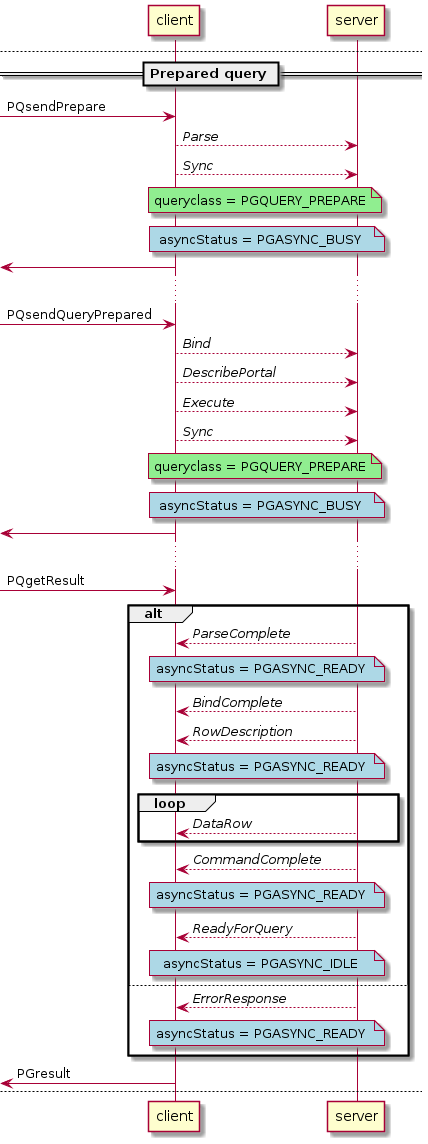 client server
Prepared query
PQsendPrepare
Parse
Sync
queryclass = PGQUERY_PREPARE
asyncStatus = PGASYNC_BUSY
PQsendQueryPrepared
Bind
DescribePortal
Execute
Sync
queryclass = PGQUERY_PREPARE
asyncStatus = PGASYNC_BUSY
PQgetResult
alt
ParseComplete
asyncStatus = PGASYNC_READY
BindComplete
RowDescription
asyncStatus = PGASYNC_READY
loop
DataRow
CommandComplete
asyncStatus = PGASYNC_READY
ReadyForQuery
asyncStatus = PGASYNC_IDLE
ErrorResponse
asyncStatus = PGASYNC_READY
PGresult
client server